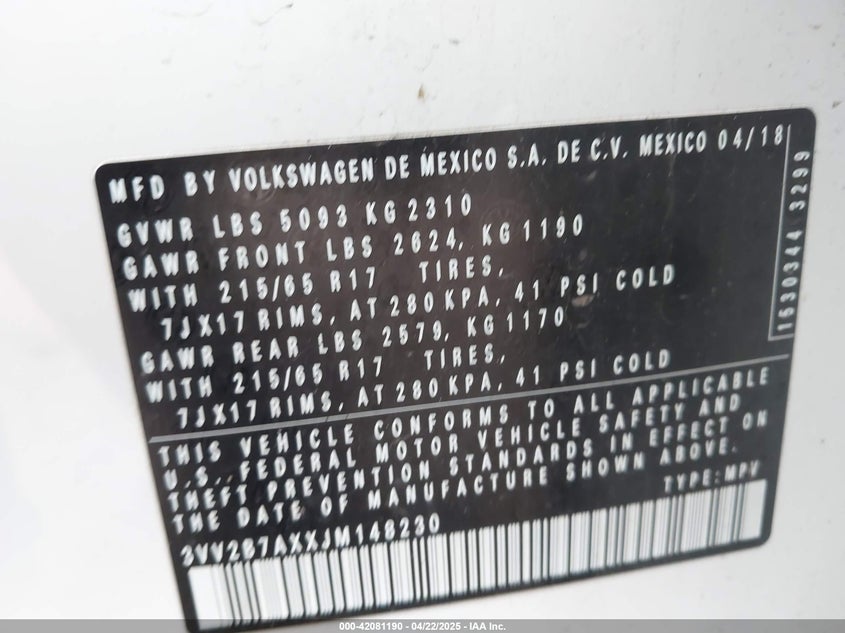 MFD BY VOLKSWAGEN DE MEXICO S.A. DE C.V. MEXICO 04/18
GVWR LBS 5093 KG 2310
GAWR FRONT LBS 2624, KG 1190
WITH 215/65 R17 TIRES,
7JX17 RIMS, AT 280 KPA, 41 PSI COLD
GAWR REAR LBS 2579, KG 1170
WITH 215/65 R17 TIRES,
7JX17 RIMS, AT 280 KPA, 41 PSI COLD
THIS VEHICLE CONFORMS TO ALL APPLICABLE
U.S. FEDERAL MOTOR VEHICLE SAFETY AND
THEFT PREVENTION STANDARDS IN EFFECT ON
THE DATE OF MANUFACTURE SHOWN ABOVE.
TYPE: MPV
3VV2B7AXXJM148230
1530344 3299
000-42081190 - 04/22/2025 - IAA Inc.